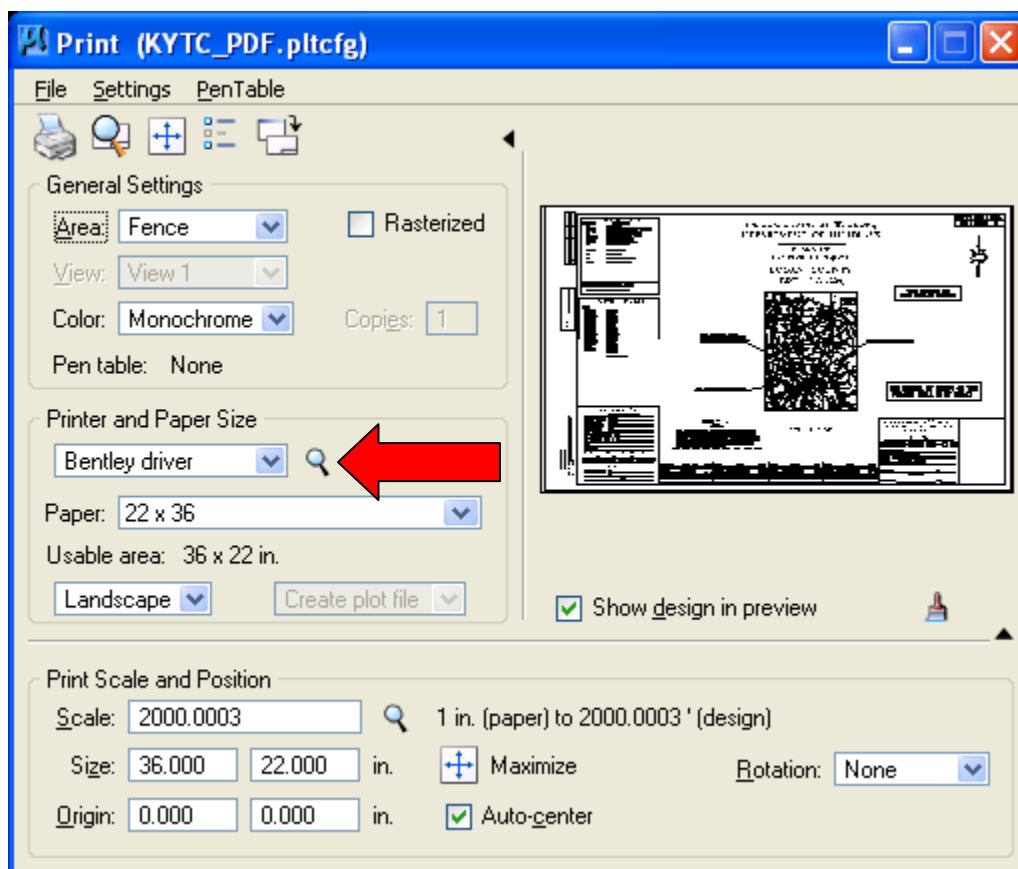 Print (KYTC_PDF.pltcfg)
File Settings PenTable
General Settings
Area: Fence Rasterized
View: View 1
Color: Monochrome Copies: 1
Pen table: None
Printer and Paper Size
Bentley driver
Paper: 22 x 36
Usable area: 36 x 22 in.
Landscape Create plot file
Show design in preview
Print Scale and Position
Scale: 2000.0003 1 in. (paper) to 2000.0003 ' (design)
Size: 36.000 22.000 in. Maximize Rotation: None
Origin: 0.000 0.000 in. Auto-center